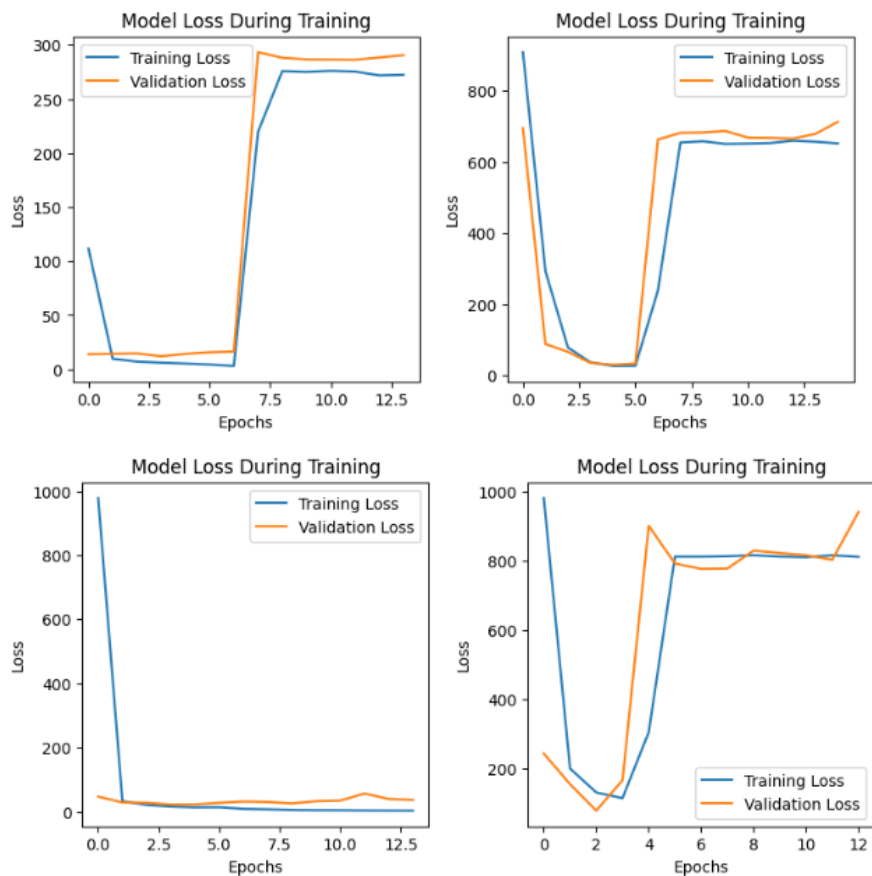 Model Loss During Training
300
250
200
150
100
50
0
Loss
Training Loss
Validation Loss
0.0 2.5 5.0 7.5 10.0 12.5
Epochs
Model Loss During Training
800
600
400
200
0
Loss
Training Loss
Validation Loss
0.0 2.5 5.0 7.5 10.0 12.5
Epochs
Model Loss During Training
1000
800
600
400
200
0
Loss
Training Loss
Validation Loss
0.0 2.5 5.0 7.5 10.0 12.5
Epochs
Model Loss During Training
1000
800
600
400
200
Loss
Training Loss
Validation Loss
0 2 4 6 8 10 12
Epochs